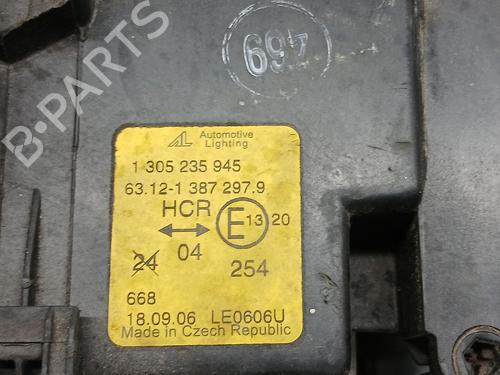 B-PARTS
469
AL Automotive Lighting
1 305 235 945
63.12-1 387 297.9
HCR
E 13 20
24 04
254
668
18.09.06 LE0606U
Made in Czech Republic